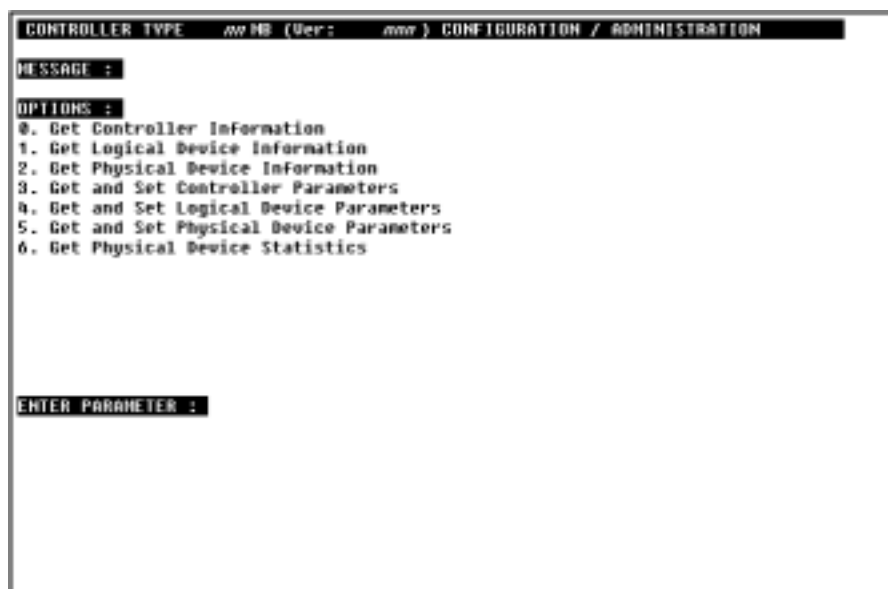 CONTROLLER TYPE nn MB (Ver: nnn) CONFIGURATION / ADMINISTRATION
MESSAGE :
OPTIONS :
0. Get Controller Information
1. Get Logical Device Information
2. Get Physical Device Information
3. Get and Set Controller Parameters
4. Get and Set Logical Device Parameters
5. Get and Set Physical Device Parameters
6. Get Physical Device Statistics
ENTER PARAMETER :